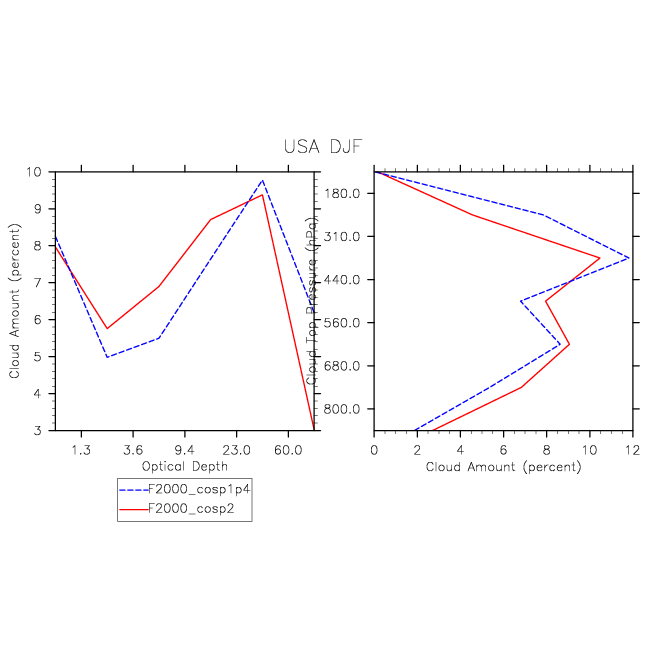 USA DJF
Cloud Amount (percent)
10
9
8
7
6
5
4
3
1.3 3.6 9.4 23.0 60.0
Optical Depth
Cloud Top Pressure (hPa)
180.0
310.0
440.0
560.0
680.0
800.0
0 2 4 6 8 10 12
Cloud Amount (percent)
F2000_cosp1p4
F2000_cosp2